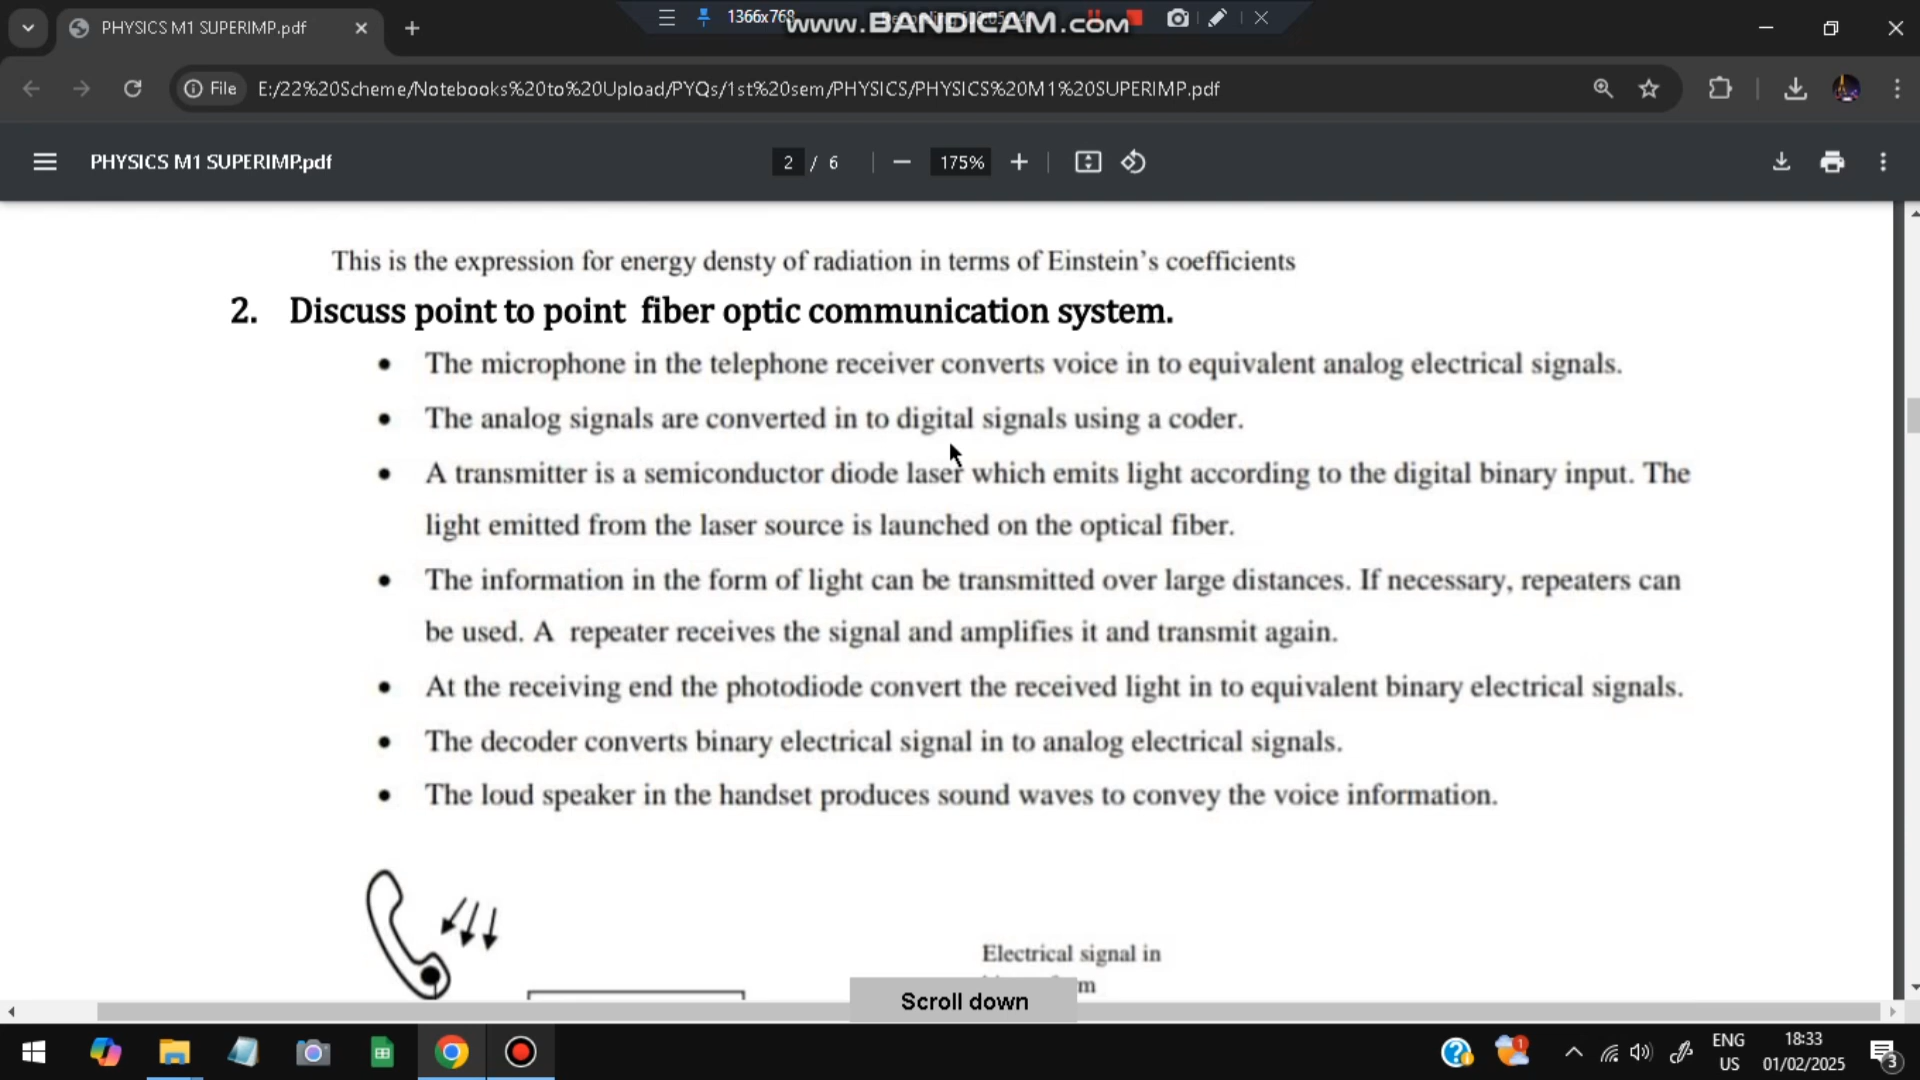 PHYSICS M1 SUPERIMP.pdf
1366x768
www.BANDICAM.com
File
E:/22%20Scheme/Notebooks%20to%20Upload/PYQs/1st%20sem/PHYSICS/PHYSICS%20M1%20SUPERIMP.pdf
PHYSICS M1 SUPERIMP.pdf
2 / 6
175%
This is the expression for energy densty of radiation in terms of Einstein's coefficients
2. Discuss point to point fiber optic communication system.
• The microphone in the telephone receiver converts voice in to equivalent analog electrical signals.
• The analog signals are converted in to digital signals using a coder.
• A transmitter is a semiconductor diode laser which emits light according to the digital binary input. The
light emitted from the laser source is launched on the optical fiber.
• The information in the form of light can be transmitted over large distances. If necessary, repeaters can
be used. A repeater receives the signal and amplifies it and transmit again.
• At the receiving end the photodiode convert the received light in to equivalent binary electrical signals.
• The decoder converts binary electrical signal in to analog electrical signals.
• The loud speaker in the handset produces sound waves to convey the voice information.
Electrical signal in
Scroll down
ENG
US
18:33
01/02/2025
1
3